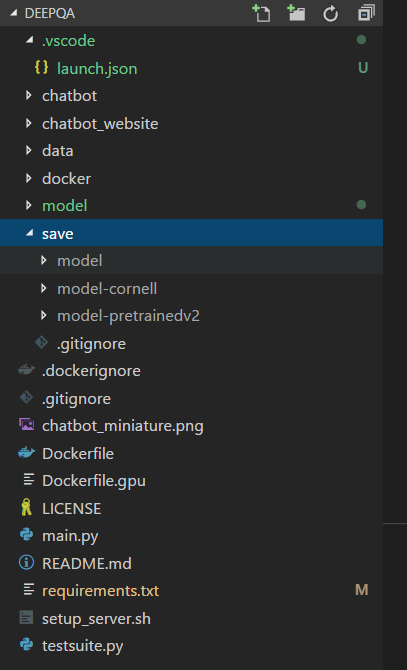 DEEPQA
.vscode
launch.json U
chatbot
chatbot_website
data
docker
model
save
model
model-cornell
model-pretrainedv2
.gitignore
.dockerignore
.gitignore
chatbot_miniature.png
Dockerfile
Dockerfile.gpu
LICENSE
main.py
README.md
requirements.txt M
setup_server.sh
testsuite.py